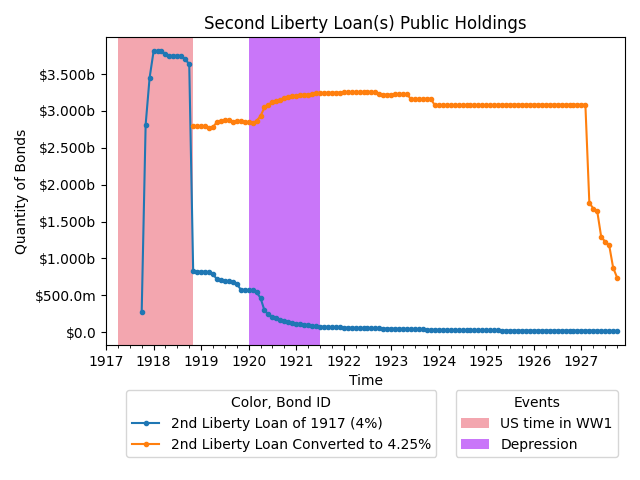 Second Liberty Loan(s) Public Holdings
Quantity of Bonds
$3.500b
$3.000b
$2.500b
$2.000b
$1.500b
$1.000b
$500.0m
$0.0
1917 1918 1919 1920 1921 1922 1923 1924 1925 1926 1927
Time
Color, Bond ID
2nd Liberty Loan of 1917 (4%)
2nd Liberty Loan Converted to 4.25%
Events
US time in WW1
Depression